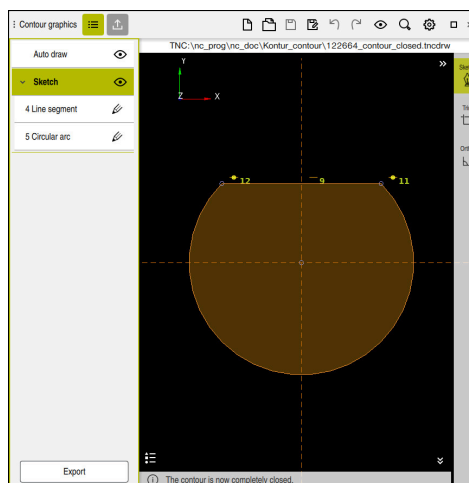 Contour graphics
TNC:\nc_prog\nc_doc\Kontur_contour\122664_contour_closed.tncdrw
Auto draw
Sketch
4 Line segment
5 Circular arc
Y
Z
X
12
9
11
Export
The contour is now completely closed.